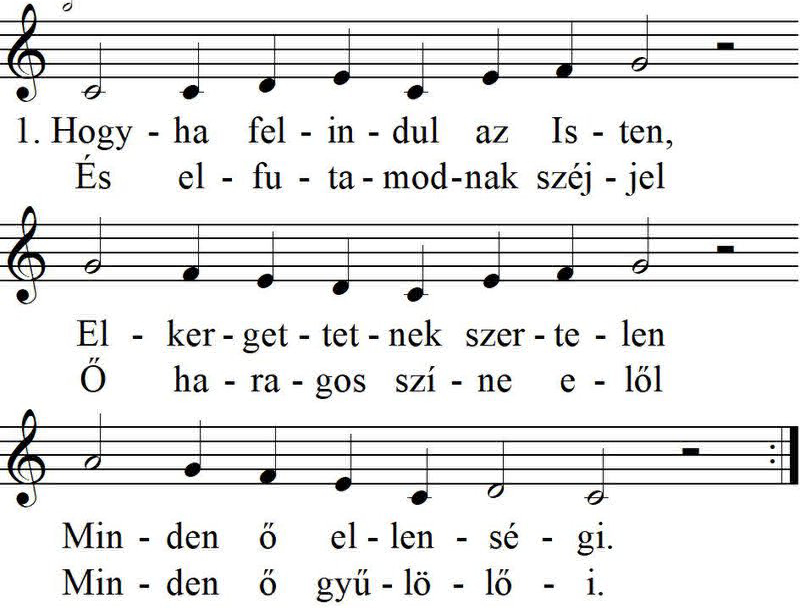 1. Hogy - ha fel - in - dul az Is - ten,
És el - fu - ta - mod - nak széj - jel
El - ker - get - tet - nek szer - te - len
Ő ha - ra - gos szí - ne e - lől
Min - den ő el - len - sé - gi.
Min - den ő gyű - lö - lő - i.